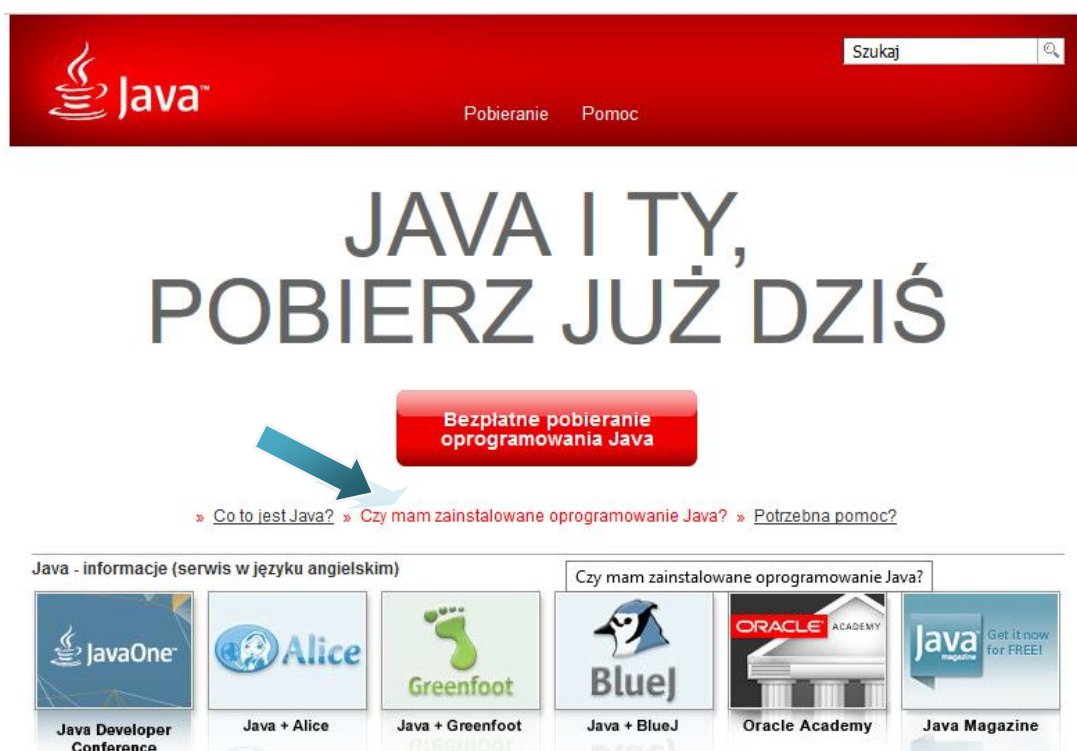 Java™
Szukaj
Pobieranie Pomoc
JAVA I TY,
POBIERZ JUŻ DZIŚ
Bezpłatne pobieranie
oprogramowania Java
» Co to jest Java? » Czy mam zainstalowane oprogramowanie Java? » Potrzebna pomoc?
Java - informacje (serwis w języku angielskim)
Czy mam zainstalowane oprogramowanie Java?
JavaOne™
Alice
Greenfoot
BlueJ
ORACLE® ACADEMY
Java magazine
Get it now
for FREE!
Java Developer
Conference
Java + Alice
Java + Greenfoot
Java + BlueJ
Oracle Academy
Java Magazine